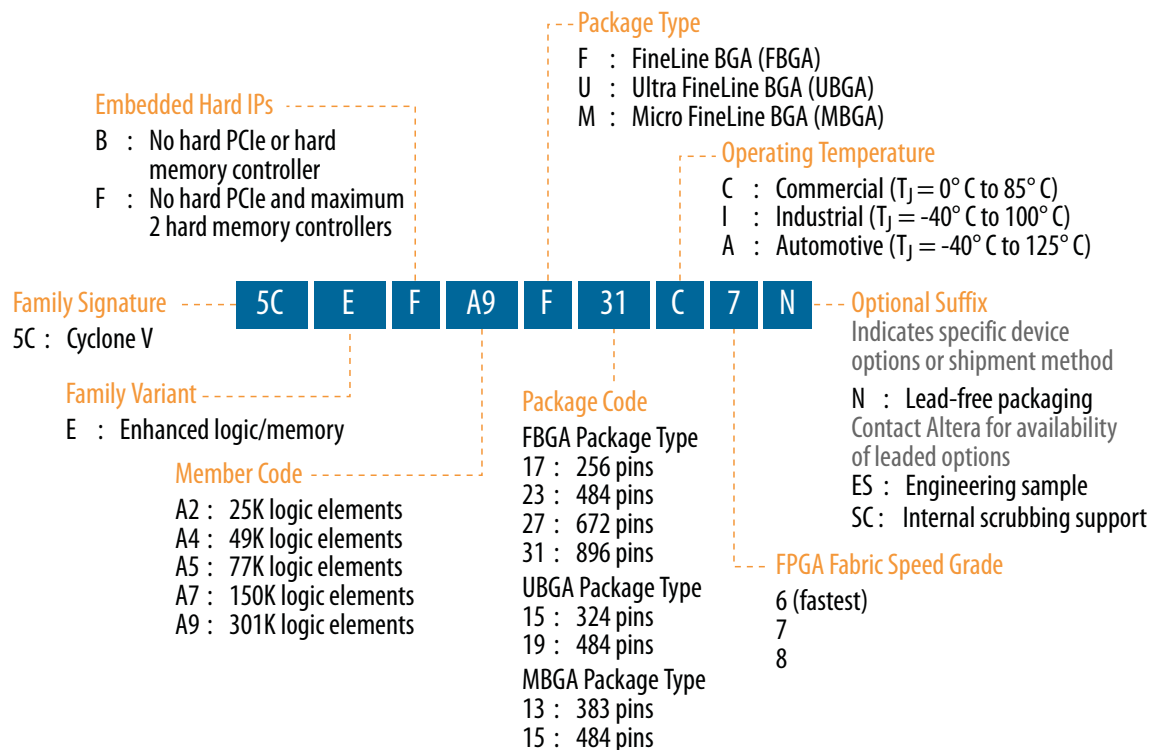 Package Type
F : FineLine BGA (FBGA)
U : Ultra FineLine BGA (UBGA)
M : Micro FineLine BGA (MBGA)
Embedded Hard IPs
B : No hard PCIe or hard
memory controller
F : No hard PCIe and maximum
2 hard memory controllers
Operating Temperature
C : Commercial (TJ = 0° C to 85° C)
I : Industrial (TJ = -40° C to 100° C)
A : Automotive (TJ = -40° C to 125° C)
Family Signature
5C : Cyclone V
5C E F A9 F 31 C 7 N
Optional Suffix
Indicates specific device
options or shipment method
N : Lead-free packaging
Contact Altera for availability
of leaded options
ES : Engineering sample
SC : Internal scrubbing support
Family Variant
E : Enhanced logic/memory
Member Code
A2 : 25K logic elements
A4 : 49K logic elements
A5 : 77K logic elements
A7 : 150K logic elements
A9 : 301K logic elements
Package Code
FBGA Package Type
17 : 256 pins
23 : 484 pins
27 : 672 pins
31 : 896 pins
UBGA Package Type
15 : 324 pins
19 : 484 pins
MBGA Package Type
13 : 383 pins
15 : 484 pins
FPGA Fabric Speed Grade
6 (fastest)
7
8